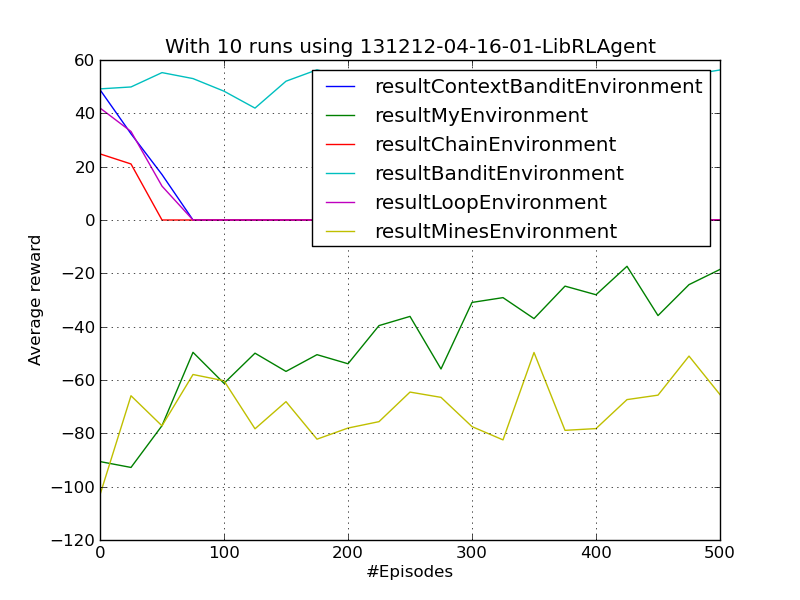 With 10 runs using 131212-04-16-01-LibRLAgent
60
40
20
0
−20
−40
−60
−80
−100
−120
Average reward
resultContextBanditEnvironment
resultMyEnvironment
resultChainEnvironment
resultBanditEnvironment
resultLoopEnvironment
resultMinesEnvironment
0 100 200 300 400 500
#Episodes